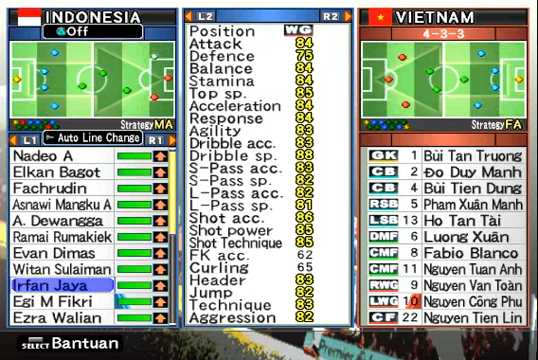 INDONESIA
Off
StrategyMA
L1 Auto Line Change R1
Nadeo A
Elkan Bagot
Fachrudin
Asnawi Mangku A
A. Dewangga
Ramai Rumakiek
Evan Dimas
Witan Sulaiman
Irfan Jaya
Egi M Fikri
Ezra Walian
SELECT Bantuan
L2 R2
Position WG
Attack 84
Defence 75
Balance 84
Stamina 84
Top sp. 85
Acceleration 84
Response 84
Agility 83
Dribble acc. 83
Dribble sp. 88
S-Pass acc. 83
S-Pass sp. 82
L-Pass acc. 82
L-Pass sp. 81
Shot acc. 86
Shot power 85
Shot Technique 85
FK acc. 62
Curling 65
Header 83
Jump 82
Technique 83
Aggression 82
VIETNAM
4-3-3
StrategyFA
GK 1 Bùi Tan Truong
CB 2 Đo Duy Manh
CB 4 Bùi Tien Dung
RSB 5 Pham Xuân Manh
LSB 13 Ho Tan Tài
DMF 6 Luong Xuân
CMF 8 Fabio Blanco
CMF 11 Nguyen Tuan Anh
RWG 9 Nguyen Van Toàn
LWG 10 Nguyen Công Phu
CF 22 Nguyen Tien Lin